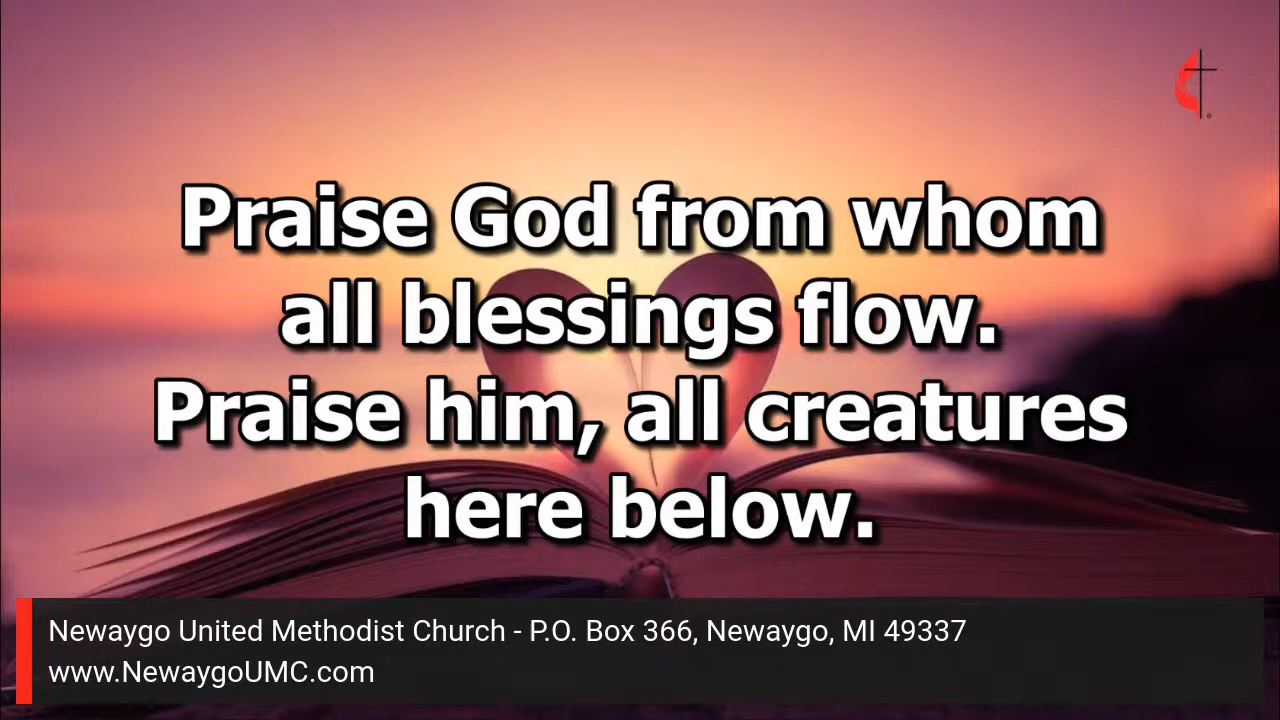 Praise God from whom
all blessings flow.
Praise him, all creatures
here below.
Newaygo United Methodist Church - P.O. Box 366, Newaygo, MI 49337
www.NewaygoUMC.com